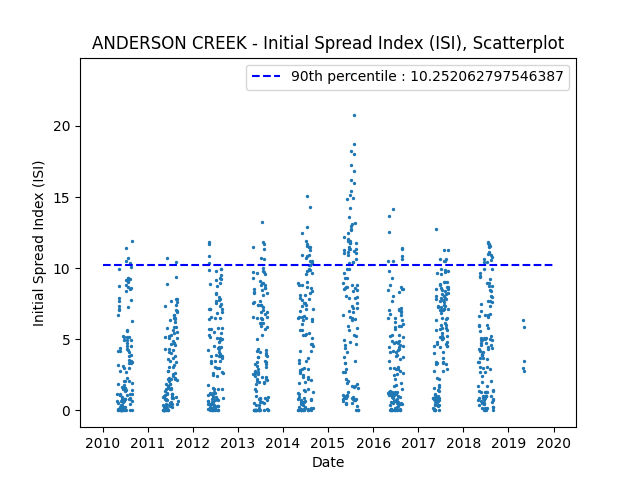 ANDERSON CREEK - Initial Spread Index (ISI), Scatterplot
90th percentile : 10.252062797546387
Initial Spread Index (ISI)
20
15
10
5
0
2010 2011 2012 2013 2014 2015 2016 2017 2018 2019 2020
Date